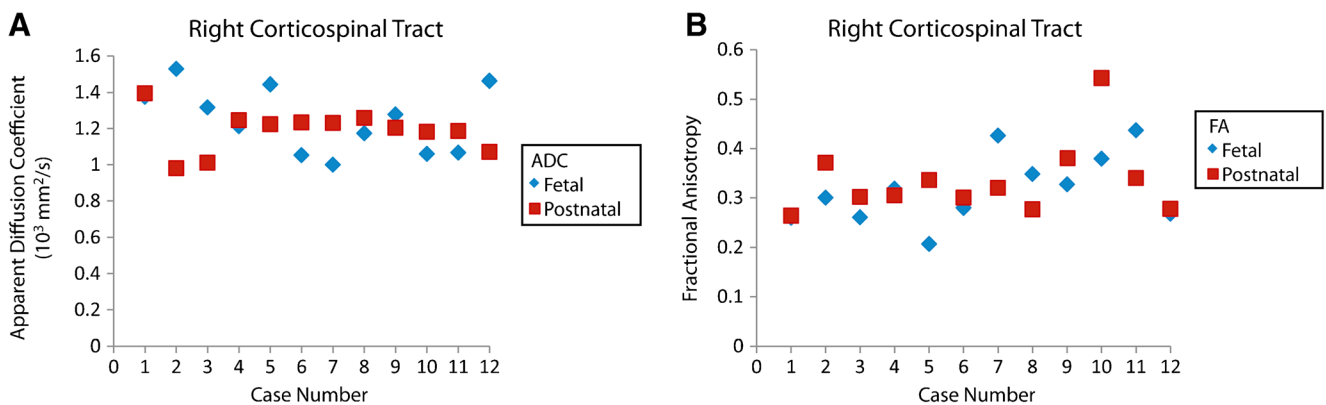 A
Right Corticospinal Tract
Apparent Diffusion Coefficient
(10³ mm²/s)
1.6
1.4
1.2
1
0.8
0.6
0.4
0.2
0
0 1 2 3 4 5 6 7 8 9 10 11 12
Case Number
ADC
Fetal
Postnatal
B
Right Corticospinal Tract
Fractional Anisotropy
0.6
0.5
0.4
0.3
0.2
0.1
0
0 1 2 3 4 5 6 7 8 9 10 11 12
Case Number
FA
Fetal
Postnatal